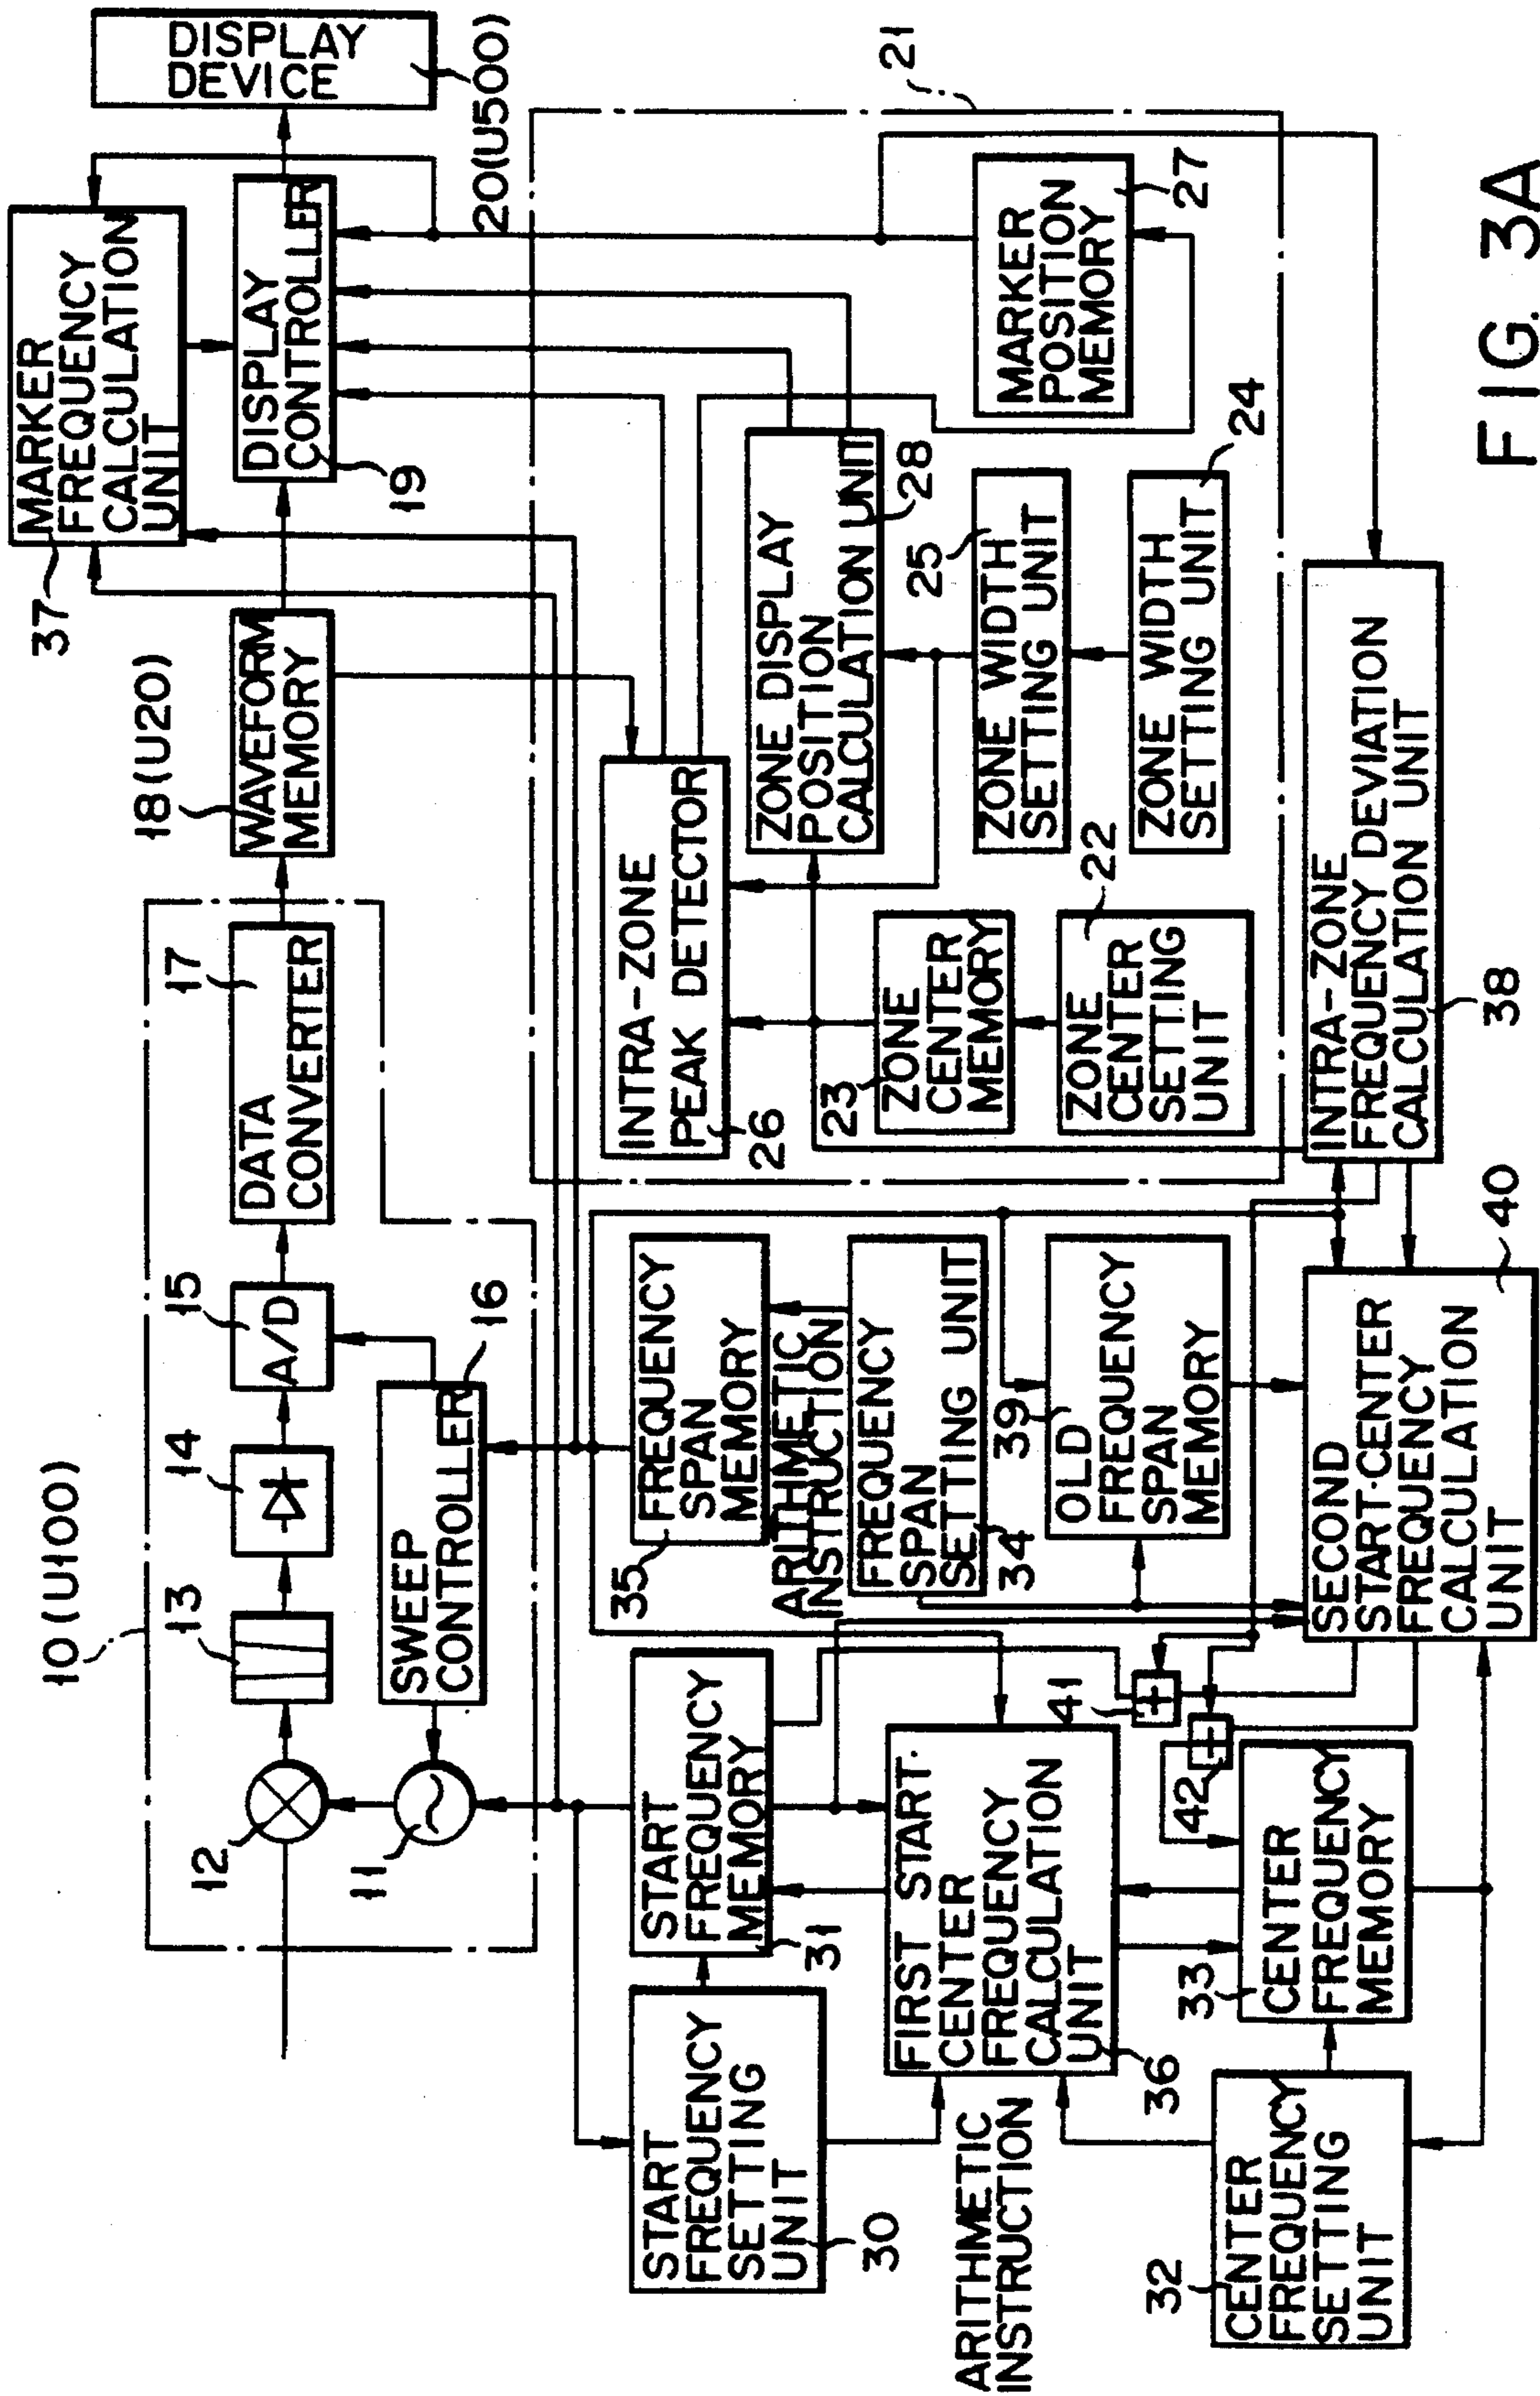 10 (U100)
12
13
14
15
17
11
16
A/D
DATA
CONVERTER
SWEEP
CONTROLLER
18 (U20)
WAVEFORM
MEMORY
37
MARKER
FREQUENCY
CALCULATION
UNIT
DISPLAY
CONTROLLER
19
DISPLAY
DEVICE
20(U500)
21
START
FREQUENCY
SETTING
UNIT
30
START
FREQUENCY
MEMORY
31
35
FREQUENCY
SPAN
MEMORY
ARITHMETIC
INSTRUCTION
FREQUENCY
SPAN
SETTING UNIT
34
39
OLD
FREQUENCY
SPAN
MEMORY
INTRA-ZONE
PEAK DETECTOR
26
ZONE DISPLAY
POSITION
CALCULATION UNIT
28
23
ZONE
CENTER
MEMORY
22
ZONE
CENTER
SETTING
UNIT
25
ZONE WIDTH
SETTING UNIT
ZONE WIDTH
SETTING UNIT
24
MARKER
POSITION
MEMORY
27
ARITHMETIC
INSTRUCTION
FIRST START·
CENTER
FREQUENCY
CALCULATION
UNIT
36
41
42
32
CENTER
FREQUENCY
SETTING
UNIT
33
CENTER
FREQUENCY
MEMORY
SECOND
START·CENTER
FREQUENCY
CALCULATION
UNIT
40
INTRA-ZONE
FREQUENCY DEVIATION
CALCULATION UNIT
38
FIG. 3A